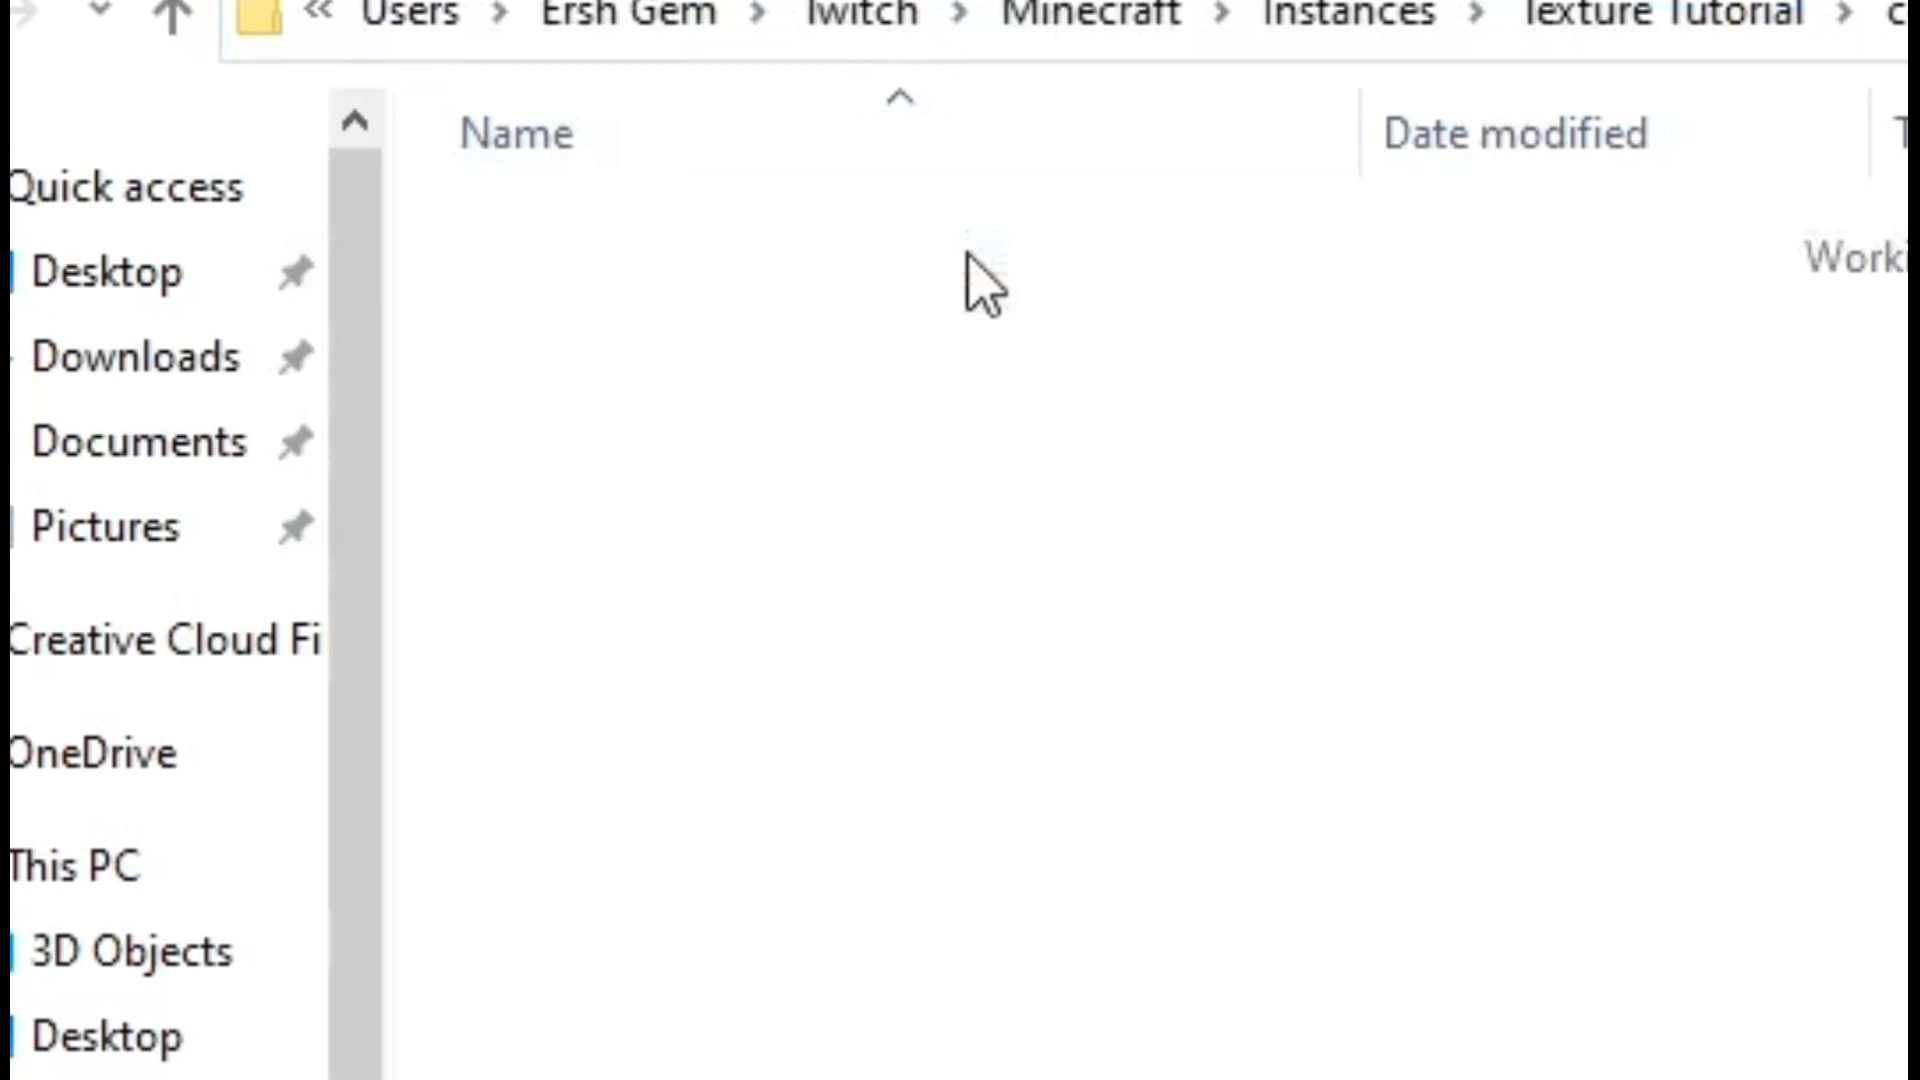 « Users › Ersh Gem › Twitch › Minecraft › Instances › Texture Tutorial ›
Name
Date modified
Quick access
Desktop
Downloads
Documents
Pictures
Creative Cloud Fi
OneDrive
This PC
3D Objects
Desktop
Worki